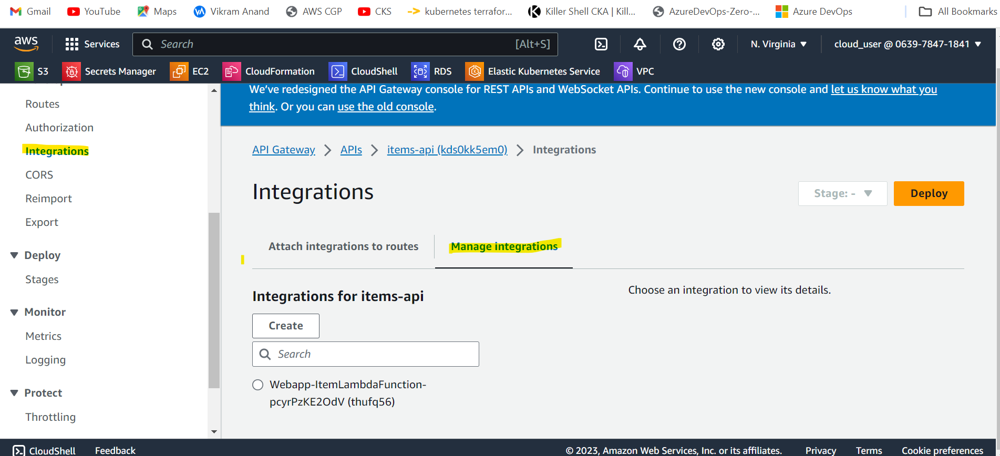 Gmail YouTube Maps Vikram Anand AWS CGP CKS kubernetes terrafor... Killer Shell CKA | Kill... AzureDevOps-Zero-... Azure DevOps All Bookmarks
aws Services Search [Alt+S] N. Virginia cloud_user @ 0639-7847-1841
S3 Secrets Manager EC2 CloudFormation CloudShell RDS Elastic Kubernetes Service VPC
Routes
Authorization
Integrations
CORS
Reimport
Export
Deploy
Stages
Monitor
Metrics
Logging
Protect
Throttling
We've redesigned the API Gateway console for REST APIs and WebSocket APIs. Continue to use the new console and let us know what you
think. Or you can use the old console.
API Gateway > APIs > items-api (kds0kk5em0) > Integrations
Integrations
Stage: - Deploy
Attach integrations to routes Manage integrations
Integrations for items-api
Create
Search
Webapp-ItemLambdaFunction-
pcyrPzKE2OdV (thufq56)
Choose an integration to view its details.
CloudShell Feedback © 2023, Amazon Web Services, Inc. or its affiliates. Privacy Terms Cookie preferences